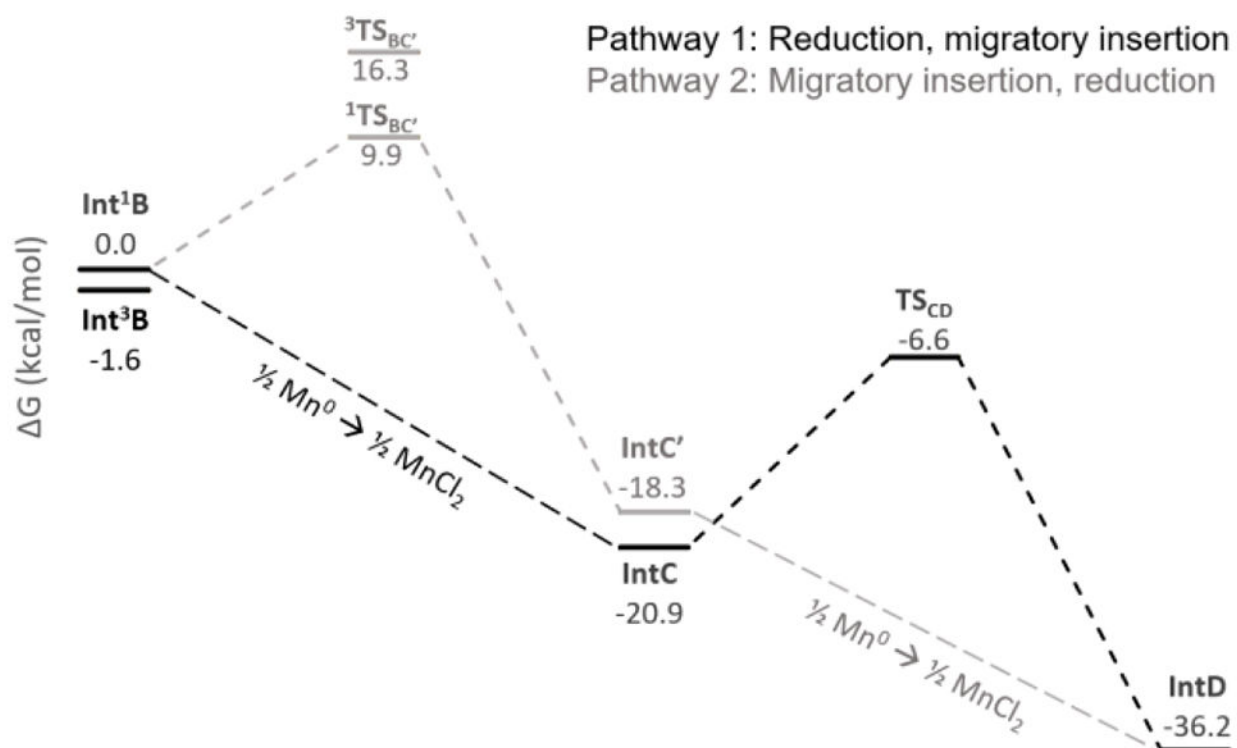 ³TS_BC'
16.3
¹TS_BC'
9.9
Pathway 1: Reduction, migratory insertion
Pathway 2: Migratory insertion, reduction
Int¹B
0.0
Int³B
-1.6
ΔG (kcal/mol)
½ Mn⁰ → ½ MnCl₂
IntC'
-18.3
IntC
-20.9
TS_CD
-6.6
½ Mn⁰ → ½ MnCl₂
IntD
-36.2